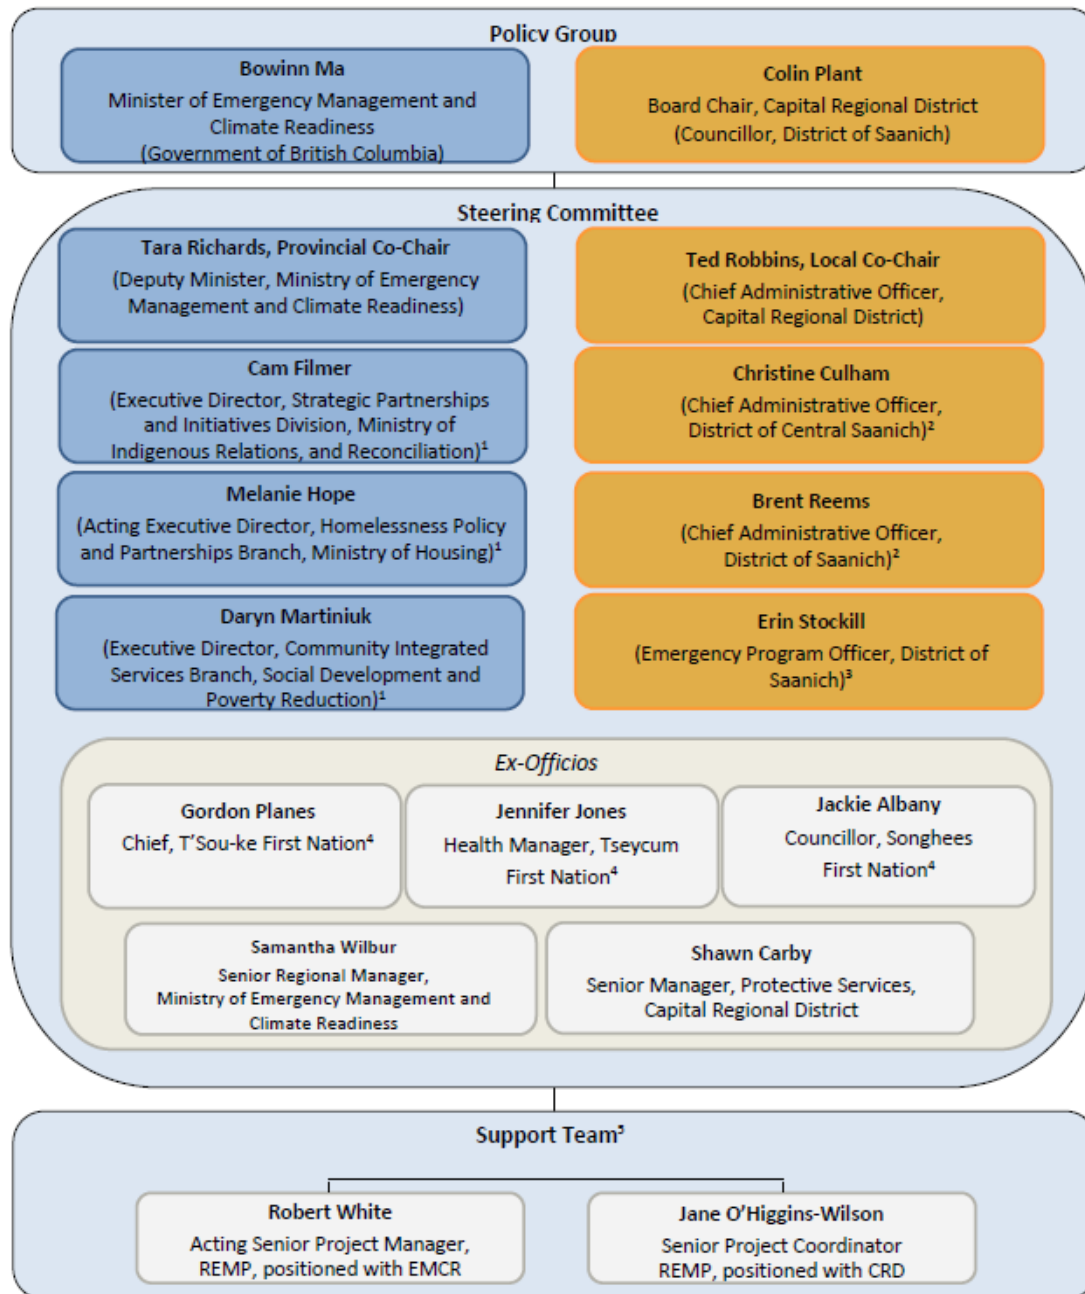 Policy Group
Bowinn Ma
Minister of Emergency Management and
Climate Readiness
(Government of British Columbia)
Colin Plant
Board Chair, Capital Regional District
(Councillor, District of Saanich)
Steering Committee
Tara Richards, Provincial Co-Chair
(Deputy Minister, Ministry of Emergency
Management and Climate Readiness)
Ted Robbins, Local Co-Chair
(Chief Administrative Officer,
Capital Regional District)
Cam Filmer
(Executive Director, Strategic Partnerships
and Initiatives Division, Ministry of
Indigenous Relations, and Reconciliation)¹
Christine Culham
(Chief Administrative Officer,
District of Central Saanich)²
Melanie Hope
(Acting Executive Director, Homelessness Policy
and Partnerships Branch, Ministry of Housing)¹
Brent Reems
(Chief Administrative Officer,
District of Saanich)²
Daryn Martiniuk
(Executive Director, Community Integrated
Services Branch, Social Development and
Poverty Reduction)¹
Erin Stockill
(Emergency Program Officer, District of
Saanich)³
Ex-Officios
Gordon Planes
Chief, T'Sou-ke First Nation⁴
Jennifer Jones
Health Manager, Tseycum
First Nation⁴
Jackie Albany
Councillor, Songhees
First Nation⁴
Samantha Wilbur
Senior Regional Manager,
Ministry of Emergency Management and
Climate Readiness
Shawn Carby
Senior Manager, Protective Services,
Capital Regional District
Support Team⁵
Robert White
Acting Senior Project Manager,
REMP, positioned with EMCR
Jane O'Higgins-Wilson
Senior Project Coordinator
REMP, positioned with CRD